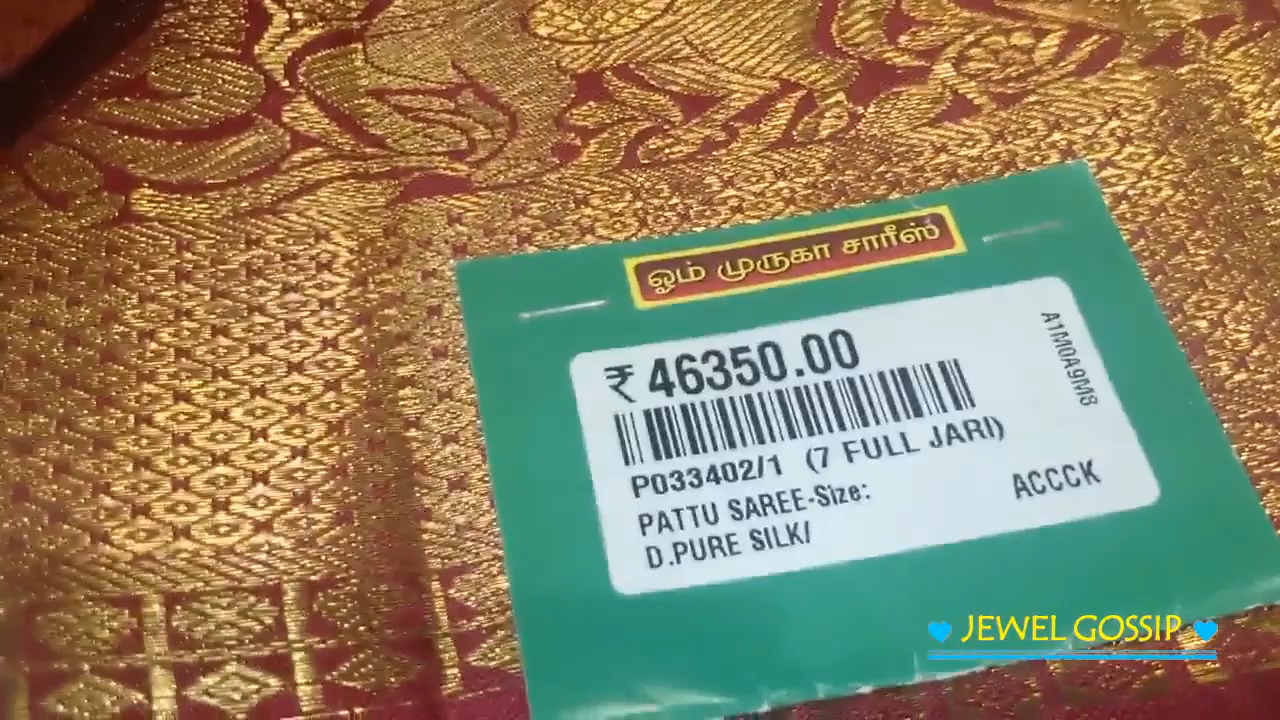 ஓம் முருகா சாரீஸ்
₹ 46350.00
A1M0A9M8
P033402/1 (7 FULL JARI)
PATTU SAREE-Size:
ACCCK
D.PURE SILK/
JEWEL GOSSIP